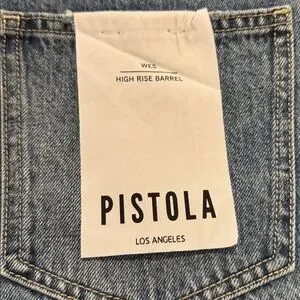 WES
HIGH RISE BARREL
PISTOLA
LOS ANGELES